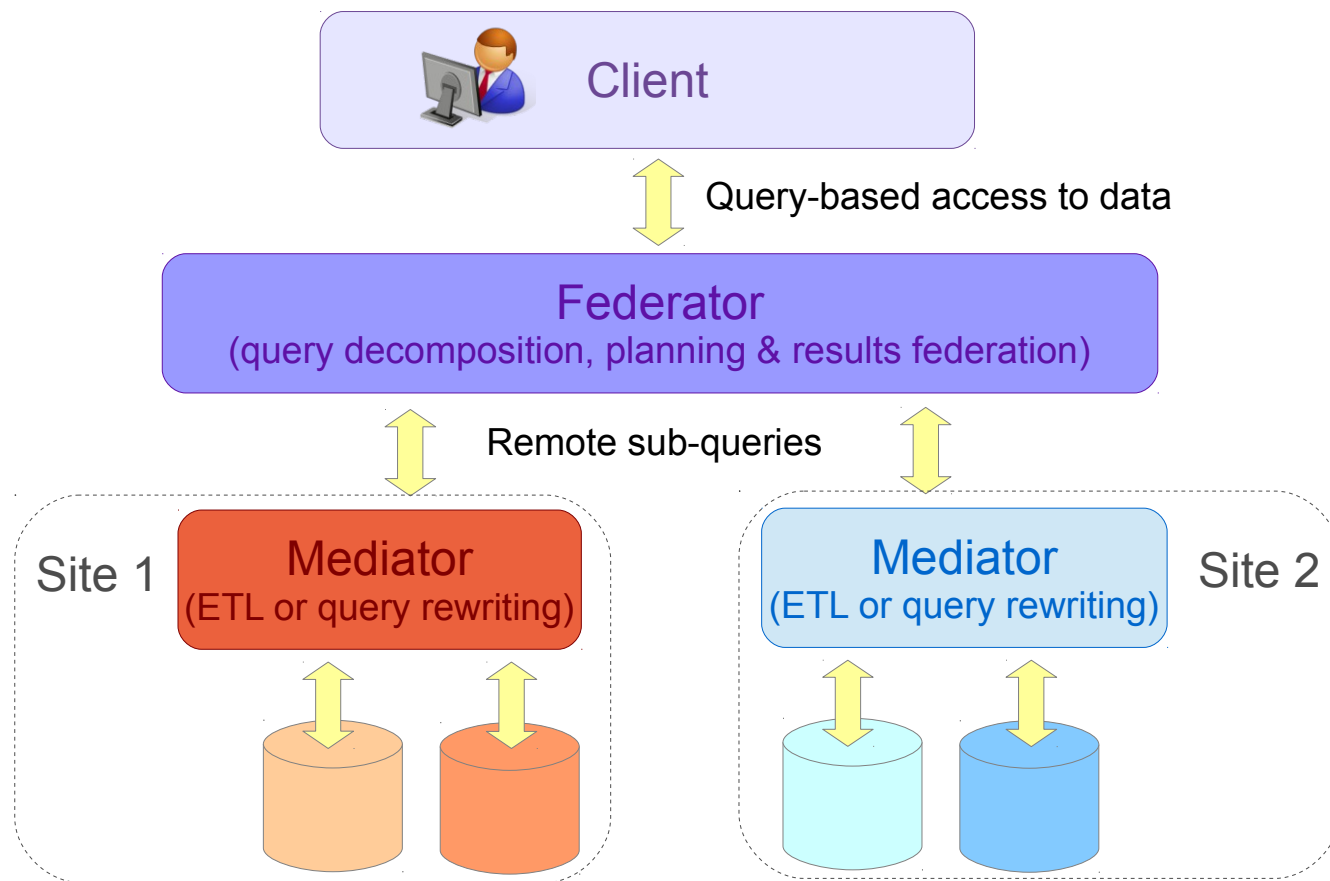 Client
Query-based access to data
Federator
(query decomposition, planning & results federation)
Remote sub-queries
Site 1
Mediator
(ETL or query rewriting)
Mediator
(ETL or query rewriting)
Site 2